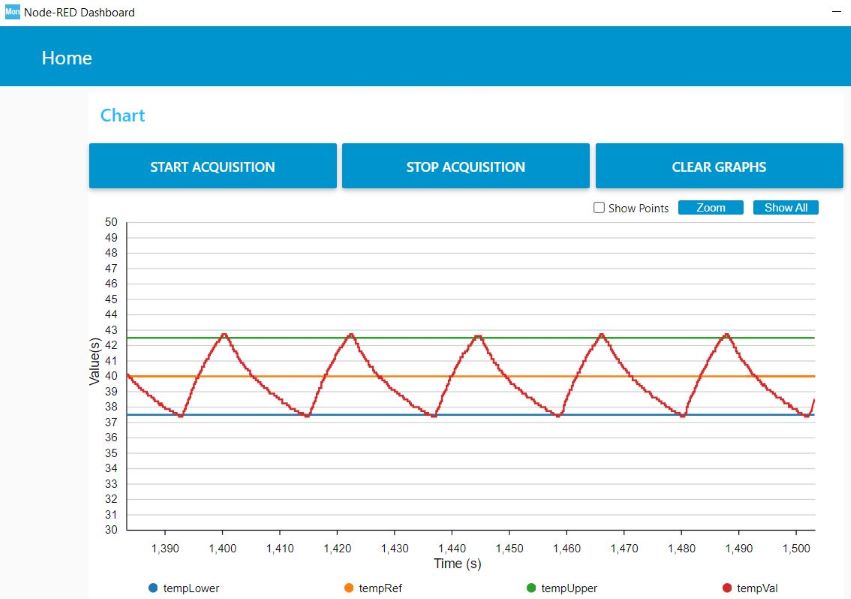 Mon Node-RED Dashboard
Home
Chart
START ACQUISITION STOP ACQUISITION CLEAR GRAPHS
Show Points Zoom Show All
50
49
48
47
46
45
44
43
42
41
40
39
38
37
36
35
34
33
32
31
30
Value(s)
1,390 1,400 1,410 1,420 1,430 1,440 1,450 1,460 1,470 1,480 1,490 1,500
Time (s)
tempLower tempRef tempUpper tempVal